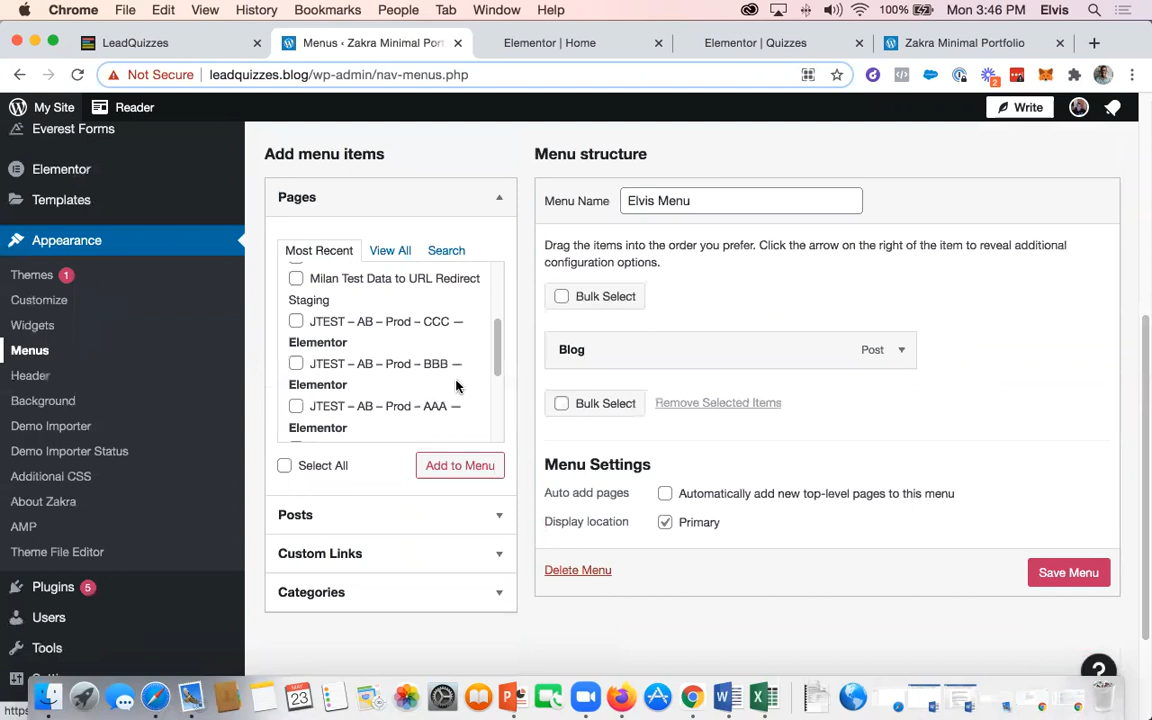 Chrome File Edit View History Bookmarks People Tab Window Help 100% Mon 3:46 PM Elvis
LeadQuizzes
Menus ‹ Zakra Minimal Port
Elementor | Home
Elementor | Quizzes
Zakra Minimal Portfolio
Not Secure leadquizzes.blog/wp-admin/nav-menus.php
2
My Site Reader Write
Everest Forms
Elementor
Templates
Appearance
Themes 1
Customize
Widgets
Menus
Header
Background
Demo Importer
Demo Importer Status
Additional CSS
About Zakra
AMP
Theme File Editor
Plugins 5
Users
Tools
Add menu items
Pages
Most Recent View All Search
Milan Test Data to URL Redirect
Staging
JTEST – AB – Prod – CCC —
Elementor
JTEST – AB – Prod – BBB —
Elementor
JTEST – AB – Prod – AAA —
Elementor
Select All Add to Menu
Posts
Custom Links
Categories
Menu structure
Menu Name Elvis Menu
Drag the items into the order you prefer. Click the arrow on the right of the item to reveal additional
configuration options.
Bulk Select
Blog Post
Bulk Select Remove Selected Items
Menu Settings
Auto add pages Automatically add new top-level pages to this menu
Display location Primary
Delete Menu Save Menu
?
https
MAY
23